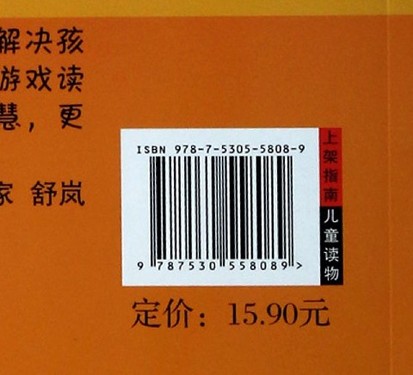 解决孩
游戏读
慧，更
家 舒岚
ISBN 978-7-5305-5808-9
9 787530 558089 >
上架指南
儿童读物
定价：15.90元